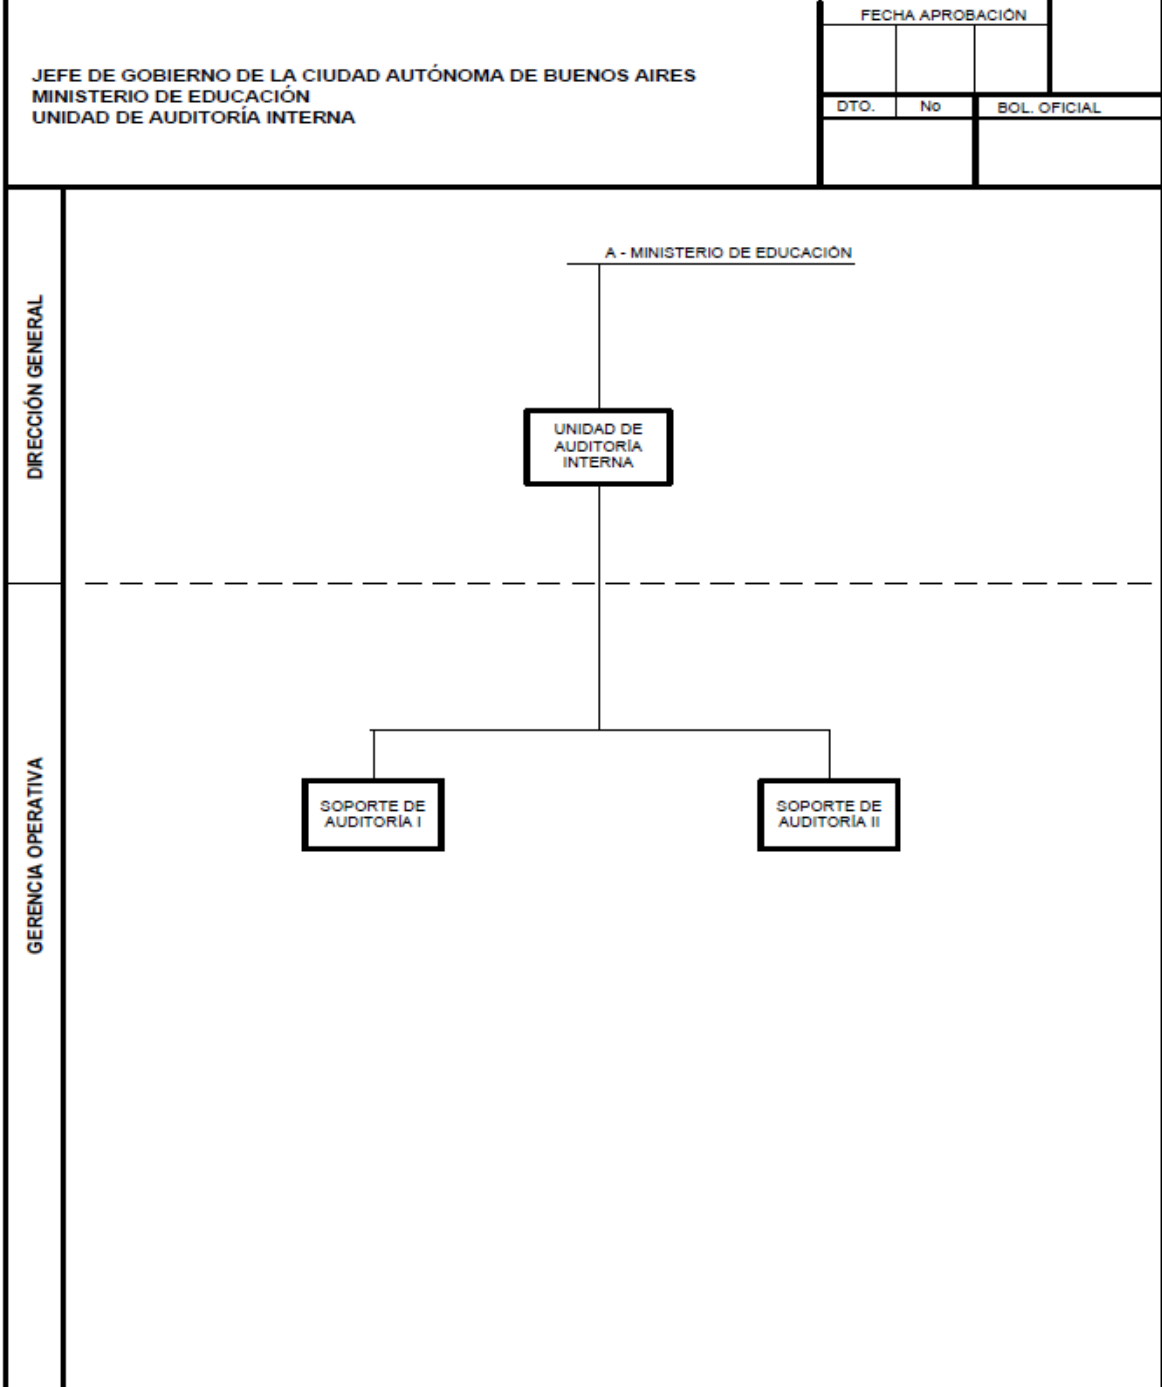 FECHA APROBACIÓN
JEFE DE GOBIERNO DE LA CIUDAD AUTÓNOMA DE BUENOS AIRES
MINISTERIO DE EDUCACIÓN
UNIDAD DE AUDITORÍA INTERNA
DTO. No BOL. OFICIAL
A - MINISTERIO DE EDUCACIÓN
DIRECCIÓN GENERAL
UNIDAD DE
AUDITORÍA
INTERNA
GERENCIA OPERATIVA
SOPORTE DE
AUDITORÍA I
SOPORTE DE
AUDITORÍA II